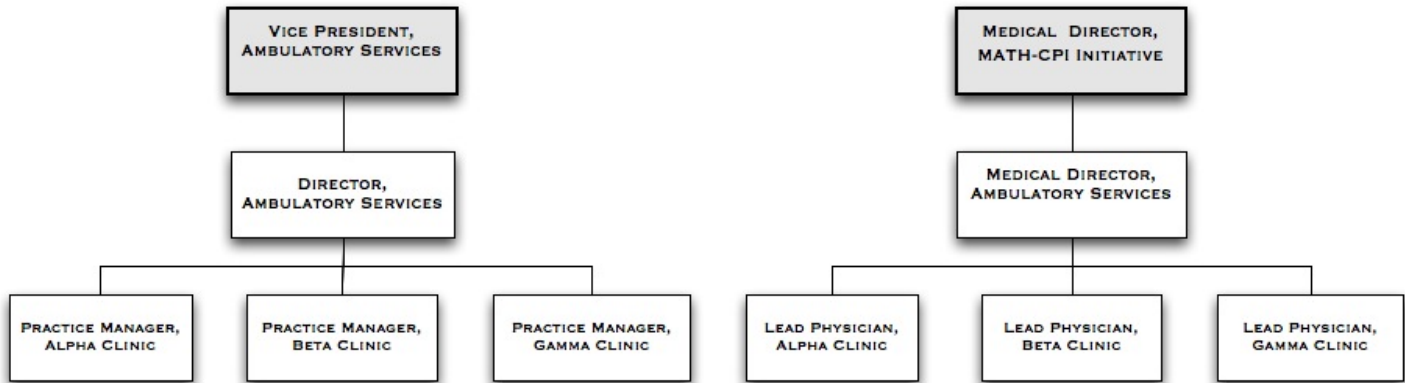 VICE PRESIDENT,
AMBULATORY SERVICES
MEDICAL DIRECTOR,
MATH-CPI INITIATIVE
DIRECTOR,
AMBULATORY SERVICES
MEDICAL DIRECTOR,
AMBULATORY SERVICES
PRACTICE MANAGER,
ALPHA CLINIC
PRACTICE MANAGER,
BETA CLINIC
PRACTICE MANAGER,
GAMMA CLINIC
LEAD PHYSICIAN,
ALPHA CLINIC
LEAD PHYSICIAN,
BETA CLINIC
LEAD PHYSICIAN,
GAMMA CLINIC